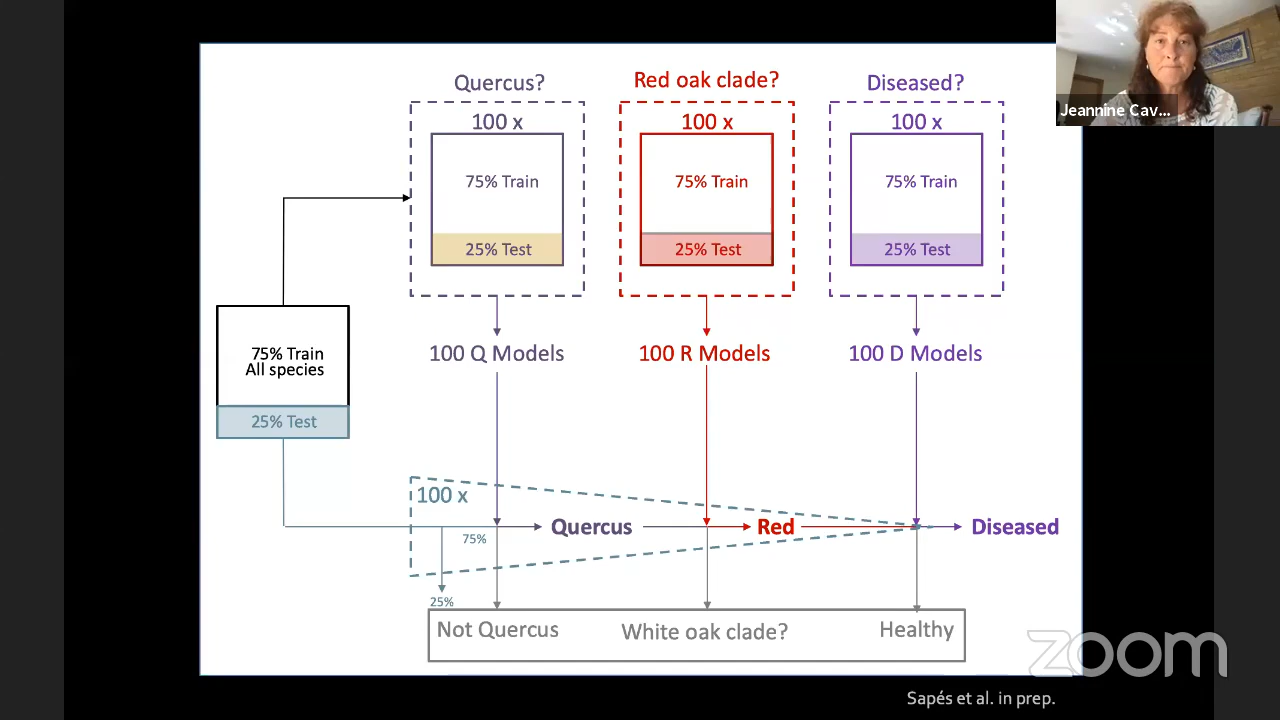 Quercus?
Red oak clade?
Diseased?
100 x
100 x
100 x
75% Train
75% Train
75% Train
25% Test
25% Test
25% Test
100 Q Models
100 R Models
100 D Models
75% Train
All species
25% Test
100 x
Quercus
Red
Diseased
75%
25%
Not Quercus
White oak clade?
Healthy
Jeannine Cav...
zoom
Sapés et al. in prep.